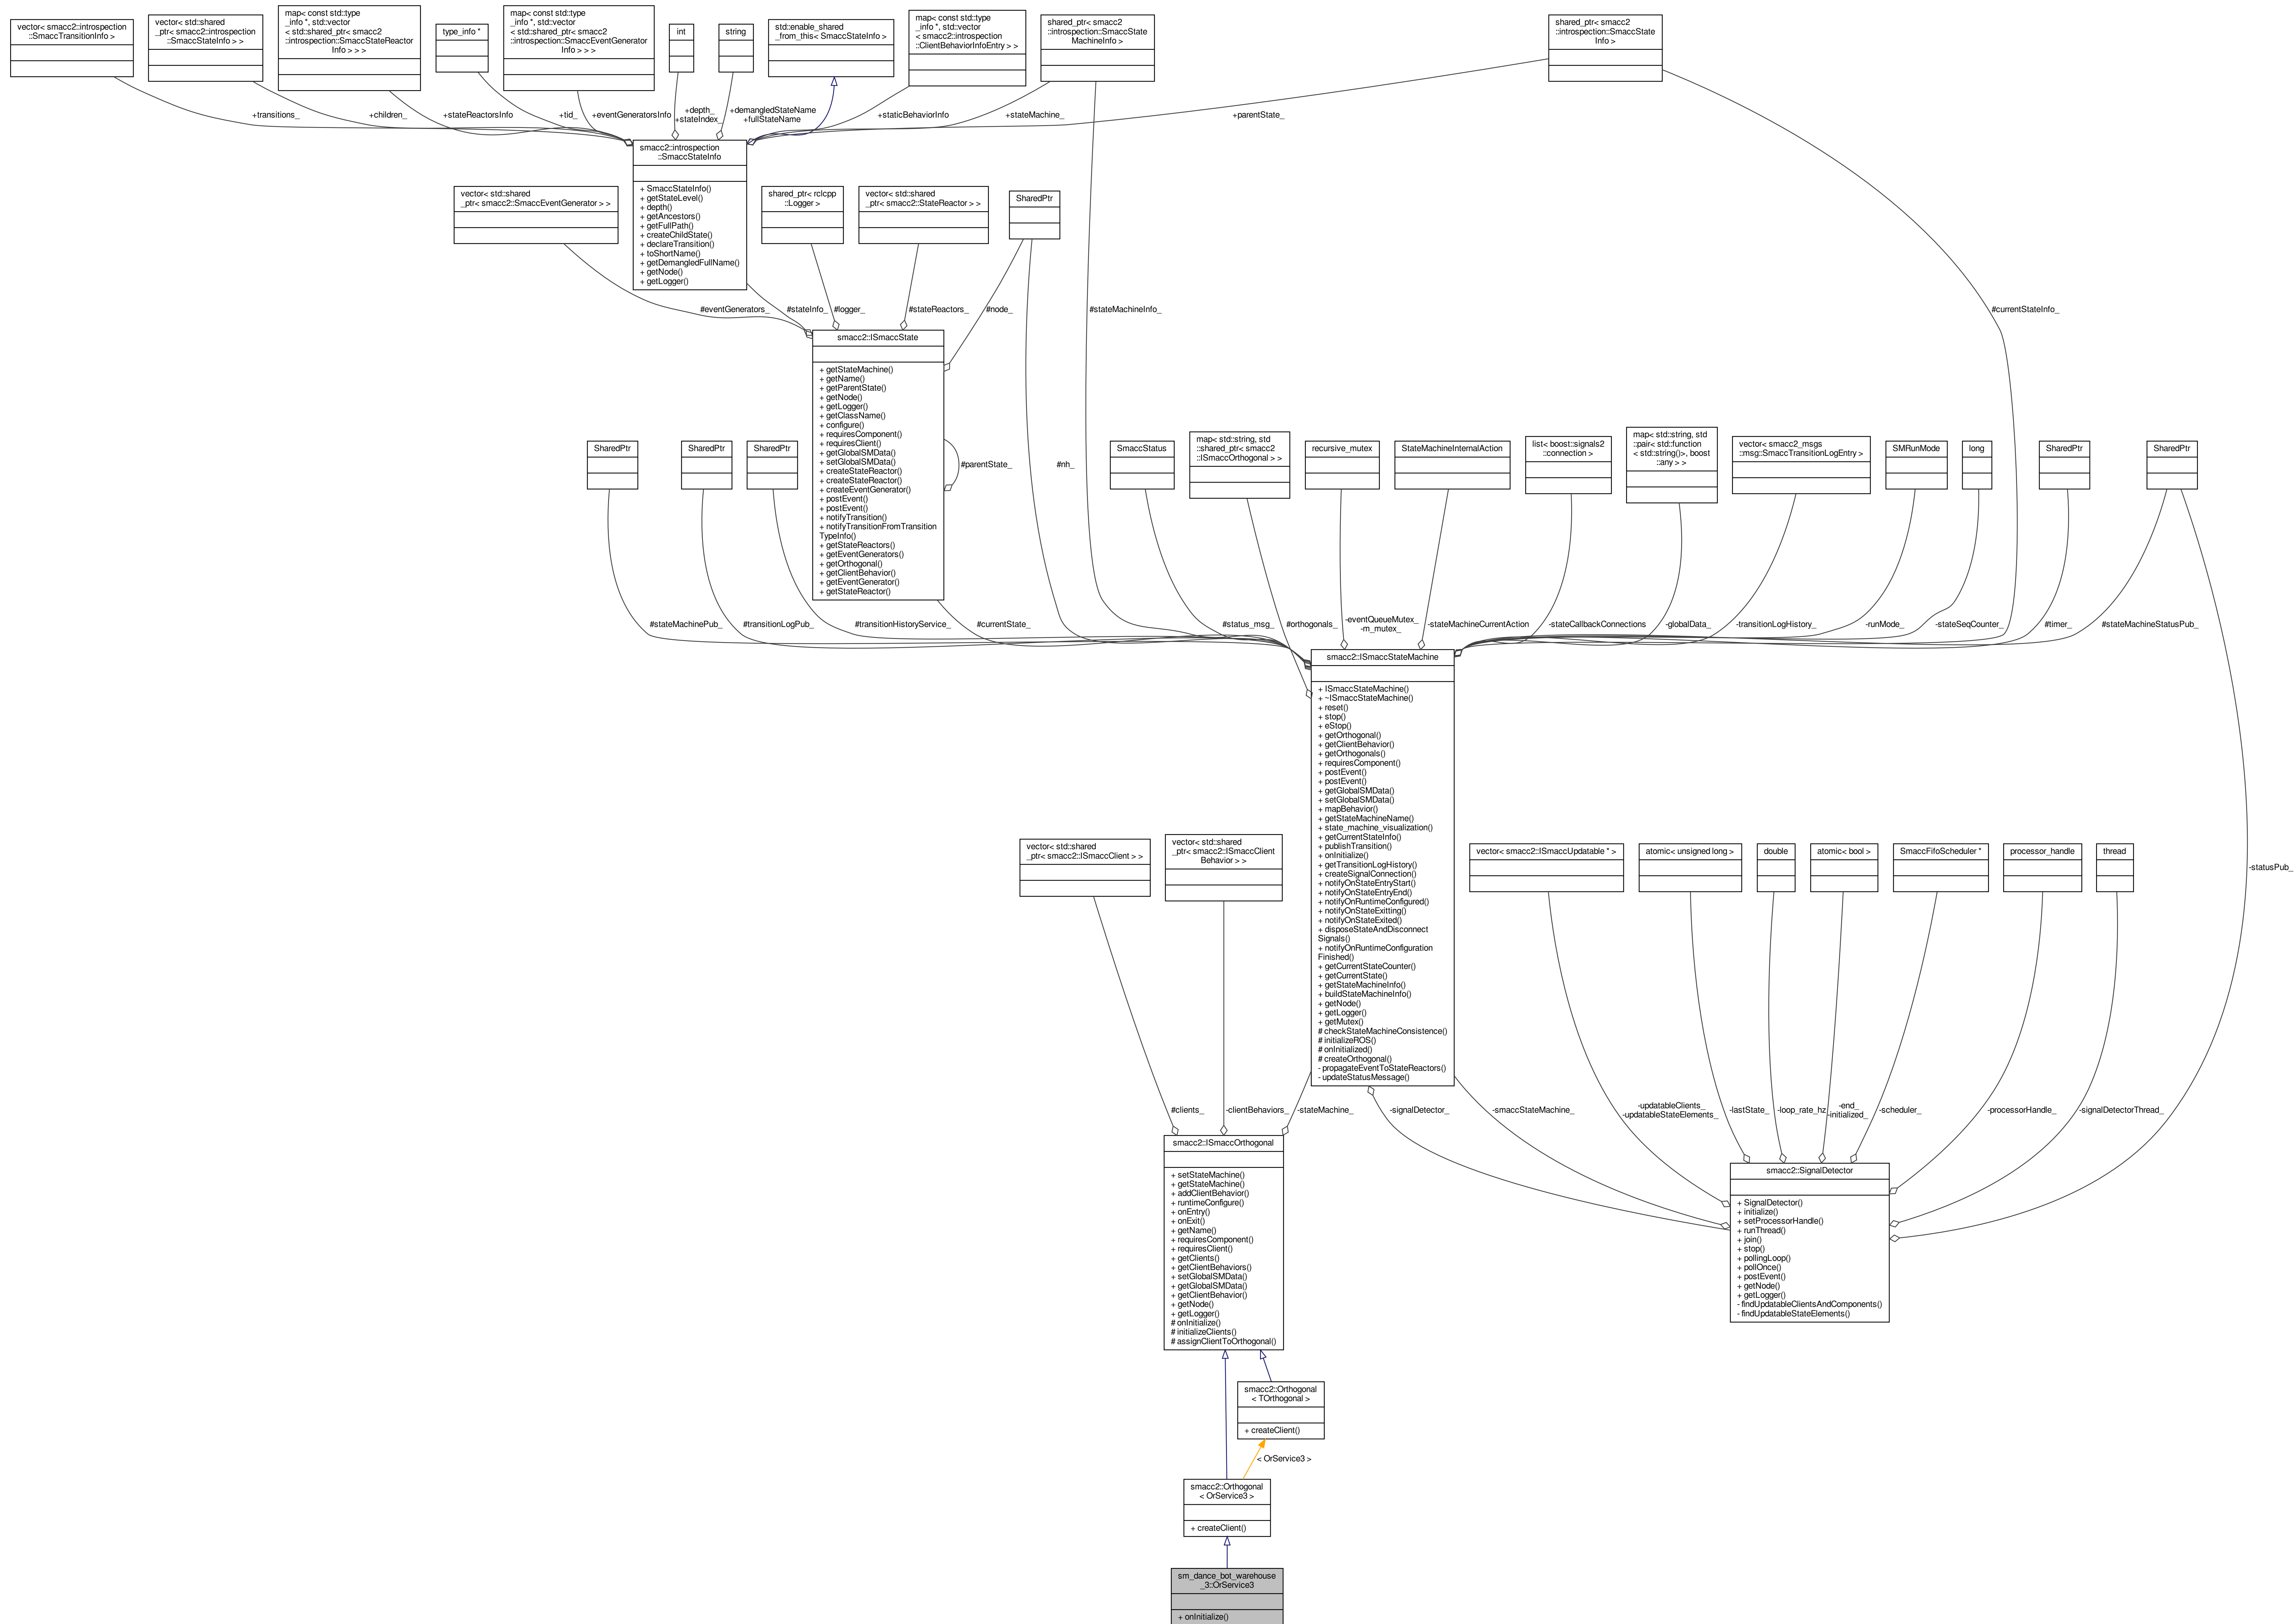 vector< smacc2::introspection
::SmaccTransitionInfo >
vector< std::shared
_ptr< smacc2::introspection
::SmaccStateInfo > >
map< const std::type
_info *, std::vector
< std::shared_ptr< smacc2
::introspection::SmaccStateReactor
Info > > >
type_info *
map< const std::type
_info *, std::vector
< std::shared_ptr< smacc2
::introspection::SmaccEventGenerator
Info > > >
int
string
std::enable_shared
_from_this< SmaccStateInfo >
map< const std::type
_info *, std::vector
< smacc2::introspection
::ClientBehaviorInfoEntry > >
shared_ptr< smacc2
::introspection::SmaccState
MachineInfo >
shared_ptr< smacc2
::introspection::SmaccState
Info >
+transitions_
+children_
+stateReactorsInfo
+tid_
+eventGeneratorsInfo
+depth_
+stateIndex_
+demangledStateName
+fullStateName
+staticBehaviorInfo
+stateMachine_
+parentState_
smacc2::introspection
::SmaccStateInfo
+ SmaccStateInfo()
+ getStateLevel()
+ depth()
+ getAncestors()
+ getFullPath()
+ createChildState()
+ declareTransition()
+ toShortName()
+ getDemangledFullName()
+ getNode()
+ getLogger()
vector< std::shared
_ptr< smacc2::SmaccEventGenerator > >
shared_ptr< rclcpp
::Logger >
vector< std::shared
_ptr< smacc2::StateReactor > >
SharedPtr
#eventGenerators_
#stateInfo_
#logger_
#stateReactors_
#node_
#stateMachineInfo_
#currentStateInfo_
smacc2::ISmaccState
+ getStateMachine()
+ getName()
+ getParentState()
+ getNode()
+ getLogger()
+ getClassName()
+ configure()
+ requiresComponent()
+ requiresClient()
+ getGlobalSMData()
+ setGlobalSMData()
+ createStateReactor()
+ createStateReactor()
+ createEventGenerator()
+ postEvent()
+ postEvent()
+ notifyTransition()
+ notifyTransitionFromTransition
TypeInfo()
+ getStateReactors()
+ getEventGenerators()
+ getOrthogonal()
+ getClientBehavior()
+ getEventGenerator()
+ getStateReactor()
#parentState_
#nh_
SharedPtr
SharedPtr
SharedPtr
SmaccStatus
map< std::string, std
::shared_ptr< smacc2
::ISmaccOrthogonal > >
recursive_mutex
StateMachineInternalAction
list< boost::signals2
::connection >
map< std::string, std
::pair< std::function
< std::string()>, boost
::any > >
vector< smacc2_msgs
::msg::SmaccTransitionLogEntry >
SMRunMode
long
SharedPtr
SharedPtr
#stateMachinePub_
#transitionLogPub_
#transitionHistoryService_
#currentState_
#status_msg_
#orthogonals_
-eventQueueMutex_
-m_mutex_
-stateMachineCurrentAction
-stateCallbackConnections
-globalData_
-transitionLogHistory_
-runMode_
-stateSeqCounter_
#timer_
#stateMachineStatusPub_
smacc2::ISmaccStateMachine
+ ISmaccStateMachine()
+ ~ISmaccStateMachine()
+ reset()
+ stop()
+ eStop()
+ getOrthogonal()
+ getClientBehavior()
+ getOrthogonals()
+ requiresComponent()
+ postEvent()
+ postEvent()
+ getGlobalSMData()
+ setGlobalSMData()
+ mapBehavior()
+ getStateMachineName()
+ state_machine_visualization()
+ getCurrentStateInfo()
+ publishTransition()
+ onInitialize()
+ getTransitionLogHistory()
+ createSignalConnection()
+ notifyOnStateEntryStart()
+ notifyOnStateEntryEnd()
+ notifyOnRuntimeConfigured()
+ notifyOnStateExitting()
+ notifyOnStateExited()
+ disposeStateAndDisconnect
Signals()
+ notifyOnRuntimeConfiguration
Finished()
+ getCurrentStateCounter()
+ getCurrentState()
+ getStateMachineInfo()
+ buildStateMachineInfo()
+ getNode()
+ getLogger()
+ getMutex()
# checkStateMachineConsistence()
# initializeROS()
# onInitialized()
# createOrthogonal()
- propagateEventToStateReactors()
- updateStatusMessage()
vector< std::shared
_ptr< smacc2::ISmaccClient > >
vector< std::shared
_ptr< smacc2::ISmaccClient
Behavior > >
vector< smacc2::ISmaccUpdatable * >
atomic< unsigned long >
double
atomic< bool >
SmaccFifoScheduler *
processor_handle
thread
-statusPub_
#clients_
-clientBehaviors_
-stateMachine_
-signalDetector_
-smaccStateMachine_
-updatableClients_
-updatableStateElements_
-lastState_
-loop_rate_hz
-end_
-initialized_
-scheduler_
-processorHandle_
-signalDetectorThread_
smacc2::ISmaccOrthogonal
+ setStateMachine()
+ getStateMachine()
+ addClientBehavior()
+ runtimeConfigure()
+ onEntry()
+ onExit()
+ getName()
+ requiresComponent()
+ requiresClient()
+ getClients()
+ getClientBehaviors()
+ setGlobalSMData()
+ getGlobalSMData()
+ getClientBehavior()
+ getNode()
+ getLogger()
# onInitialize()
# initializeClients()
# assignClientToOrthogonal()
smacc2::SignalDetector
+ SignalDetector()
+ initialize()
+ setProcessorHandle()
+ runThread()
+ join()
+ stop()
+ pollingLoop()
+ pollOnce()
+ postEvent()
+ getNode()
+ getLogger()
- findUpdatableClientsAndComponents()
- findUpdatableStateElements()
smacc2::Orthogonal
< TOrthogonal >
+ createClient()
< OrService3 >
smacc2::Orthogonal
< OrService3 >
+ createClient()
sm_dance_bot_warehouse
_3::OrService3
+ onInitialize()